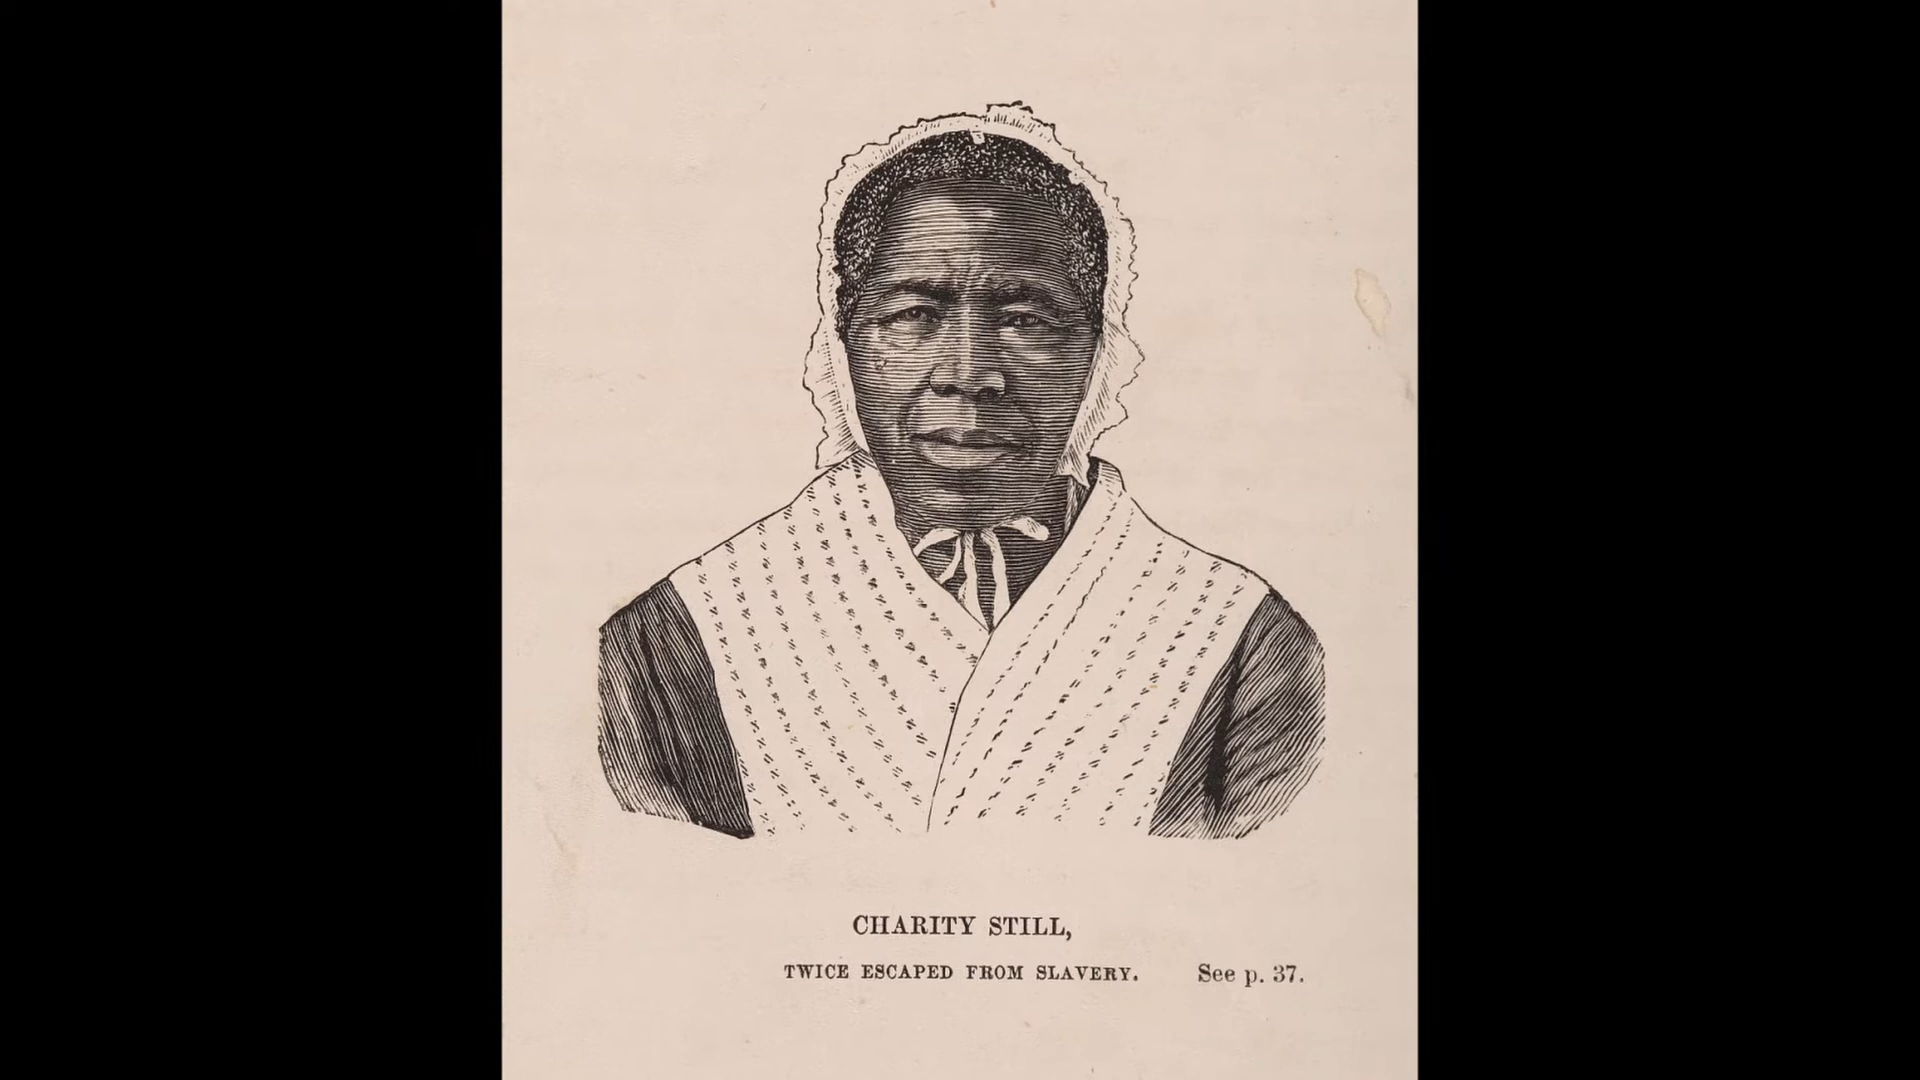 CHARITY STILL,
TWICE ESCAPED FROM SLAVERY. See p. 37.